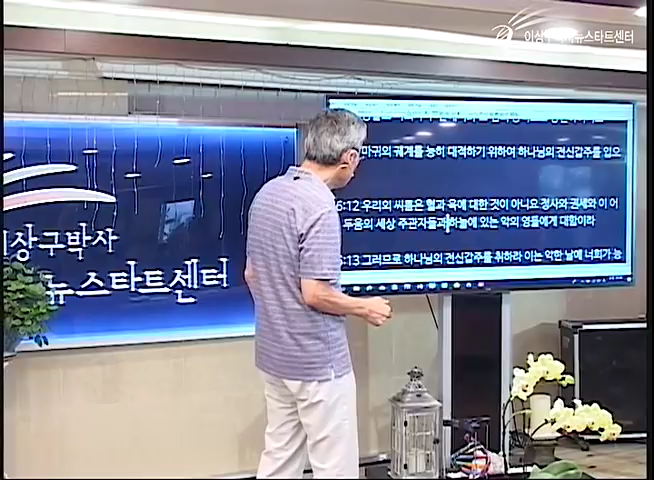 이상구박사뉴스타트센터
마귀의 궤계를 능히 대적하기 위하여 하나님의 전신갑주를 입으
6:12 우리의 씨름은 혈과 육에 대한 것이 아니요 정사와 권세와 이 어
두움의 세상 주관자들과 하늘에 있는 악의 영들에게 대함이라
6:13 그러므로 하나님의 전신갑주를 취하라 이는 악한 날에 너희가 능
이상구박사
뉴스타트센터